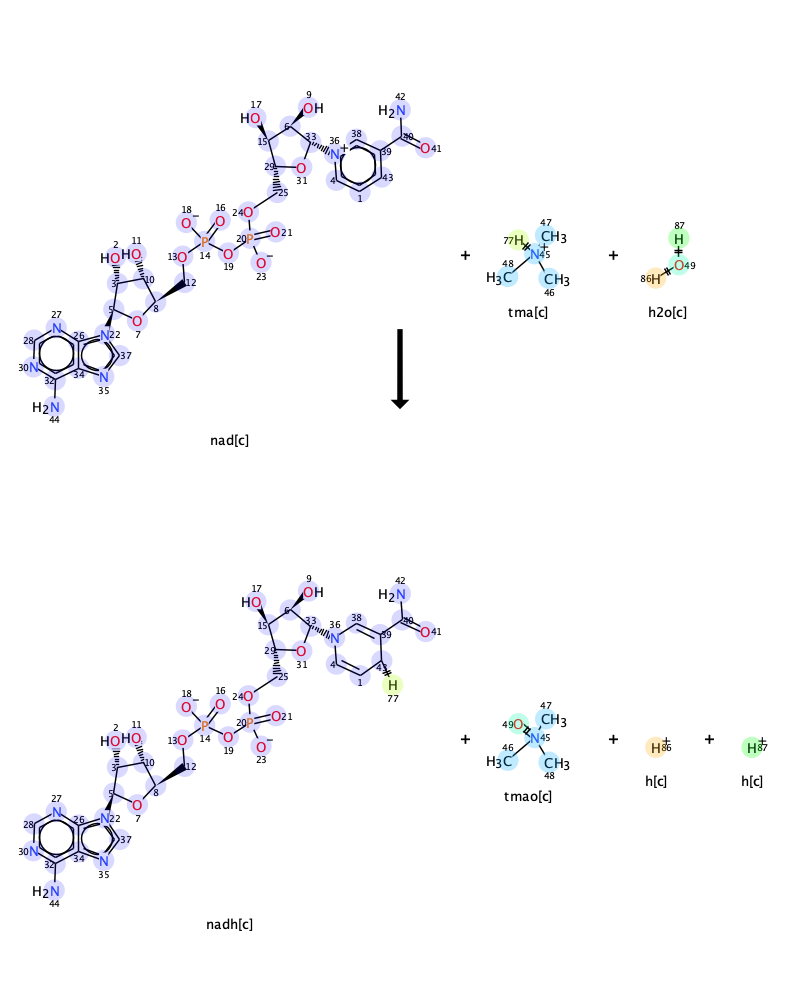 42
9
17
H₂N
OH
HO
36
38
6
33
+
40
15
N
39
O 41
29
O
43
31
4
25
1
18
16
24
O⁻
O
O
11
P
20 P
O 21
2
13 O
14
O
O⁻
HO
HO
19
23
3
10
12
5
8
27
O
N
26
N 22
7
28
37
30 N
34
N
32
35
H₂N
N
44
nad[c]
+
47
77 H
CH3
+
N 45
48
H₃C
CH3
46
tma[c]
+
87
H
O 49
86 H
h2o[c]
42
9
17
H₂N
OH
HO
36
38
6
33
40
15
N
39
O 41
29
O
43
31
4
25
1
H
77
18
16
24
O⁻
O
O
11
P
20 P
O 21
2
13 O
14
O
O⁻
HO
HO
19
23
3
10
12
5
8
27
O
N
26
N 22
7
28
37
30 N
34
N
32
35
H₂N
N
44
nadh[c]
+
47
49 O
CH3
N 45
46
H₃C
CH3
48
tmao[c]
+
H⁺ 86
h[c]
+
H⁺ 87
h[c]